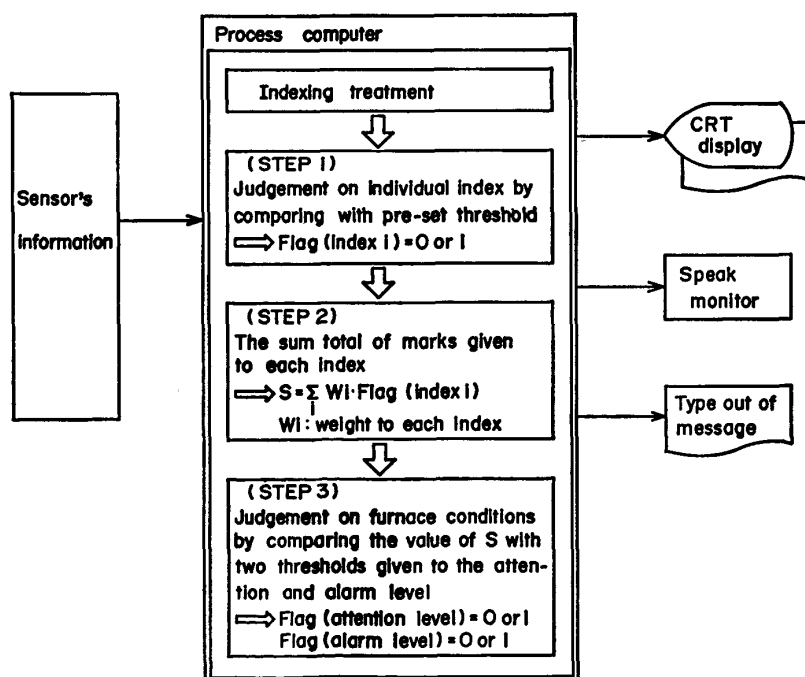 Process computer
Indexing treatment
(STEP 1)
Judgement on individual index by
comparing with pre-set threshold
⇒ Flag (index i) = 0 or 1
(STEP 2)
The sum total of marks given
to each index
⇒ S = Σ Wi·Flag (index i)
i
Wi : weight to each index
(STEP 3)
Judgement on furnace conditions
by comparing the value of S with
two thresholds given to the atten-
tion and alarm level
⇒ Flag (attention level) = 0 or 1
Flag (alarm level) = 0 or 1
Sensor's
information
CRT
display
Speak
monitor
Type out of
message